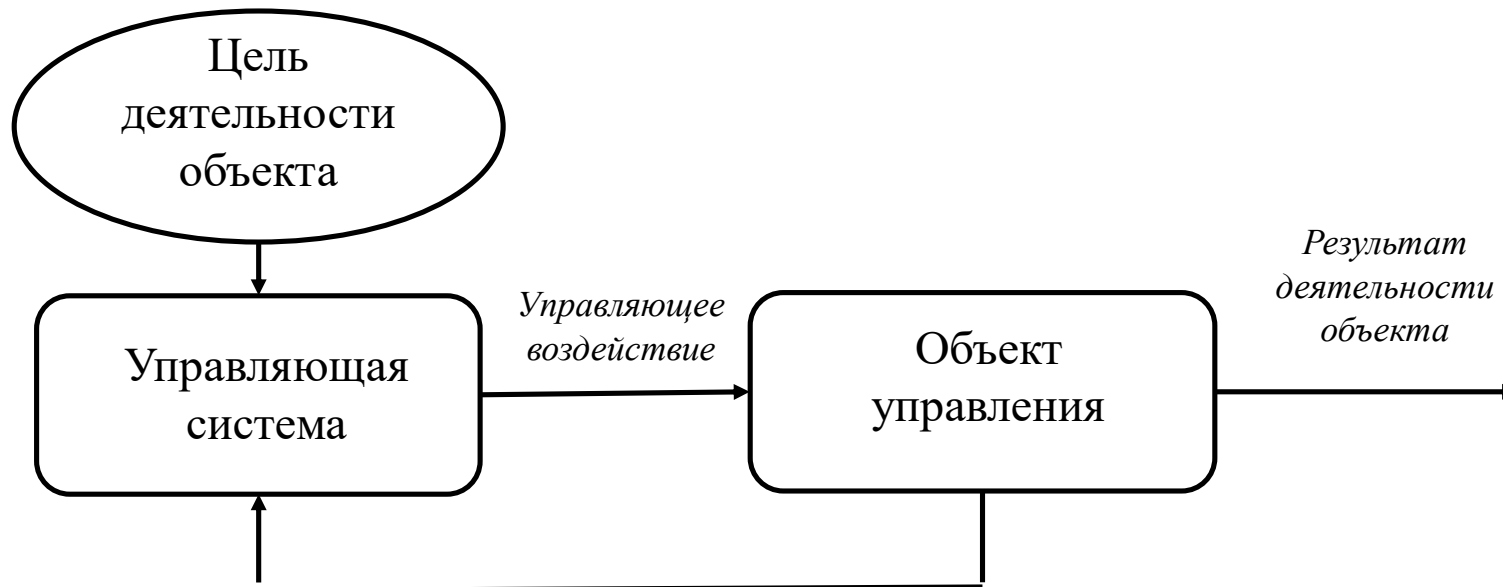 Цель
деятельности
объекта
Управляющая
система
Управляющее
воздействие
Объект
управления
Результат
деятельности
объекта